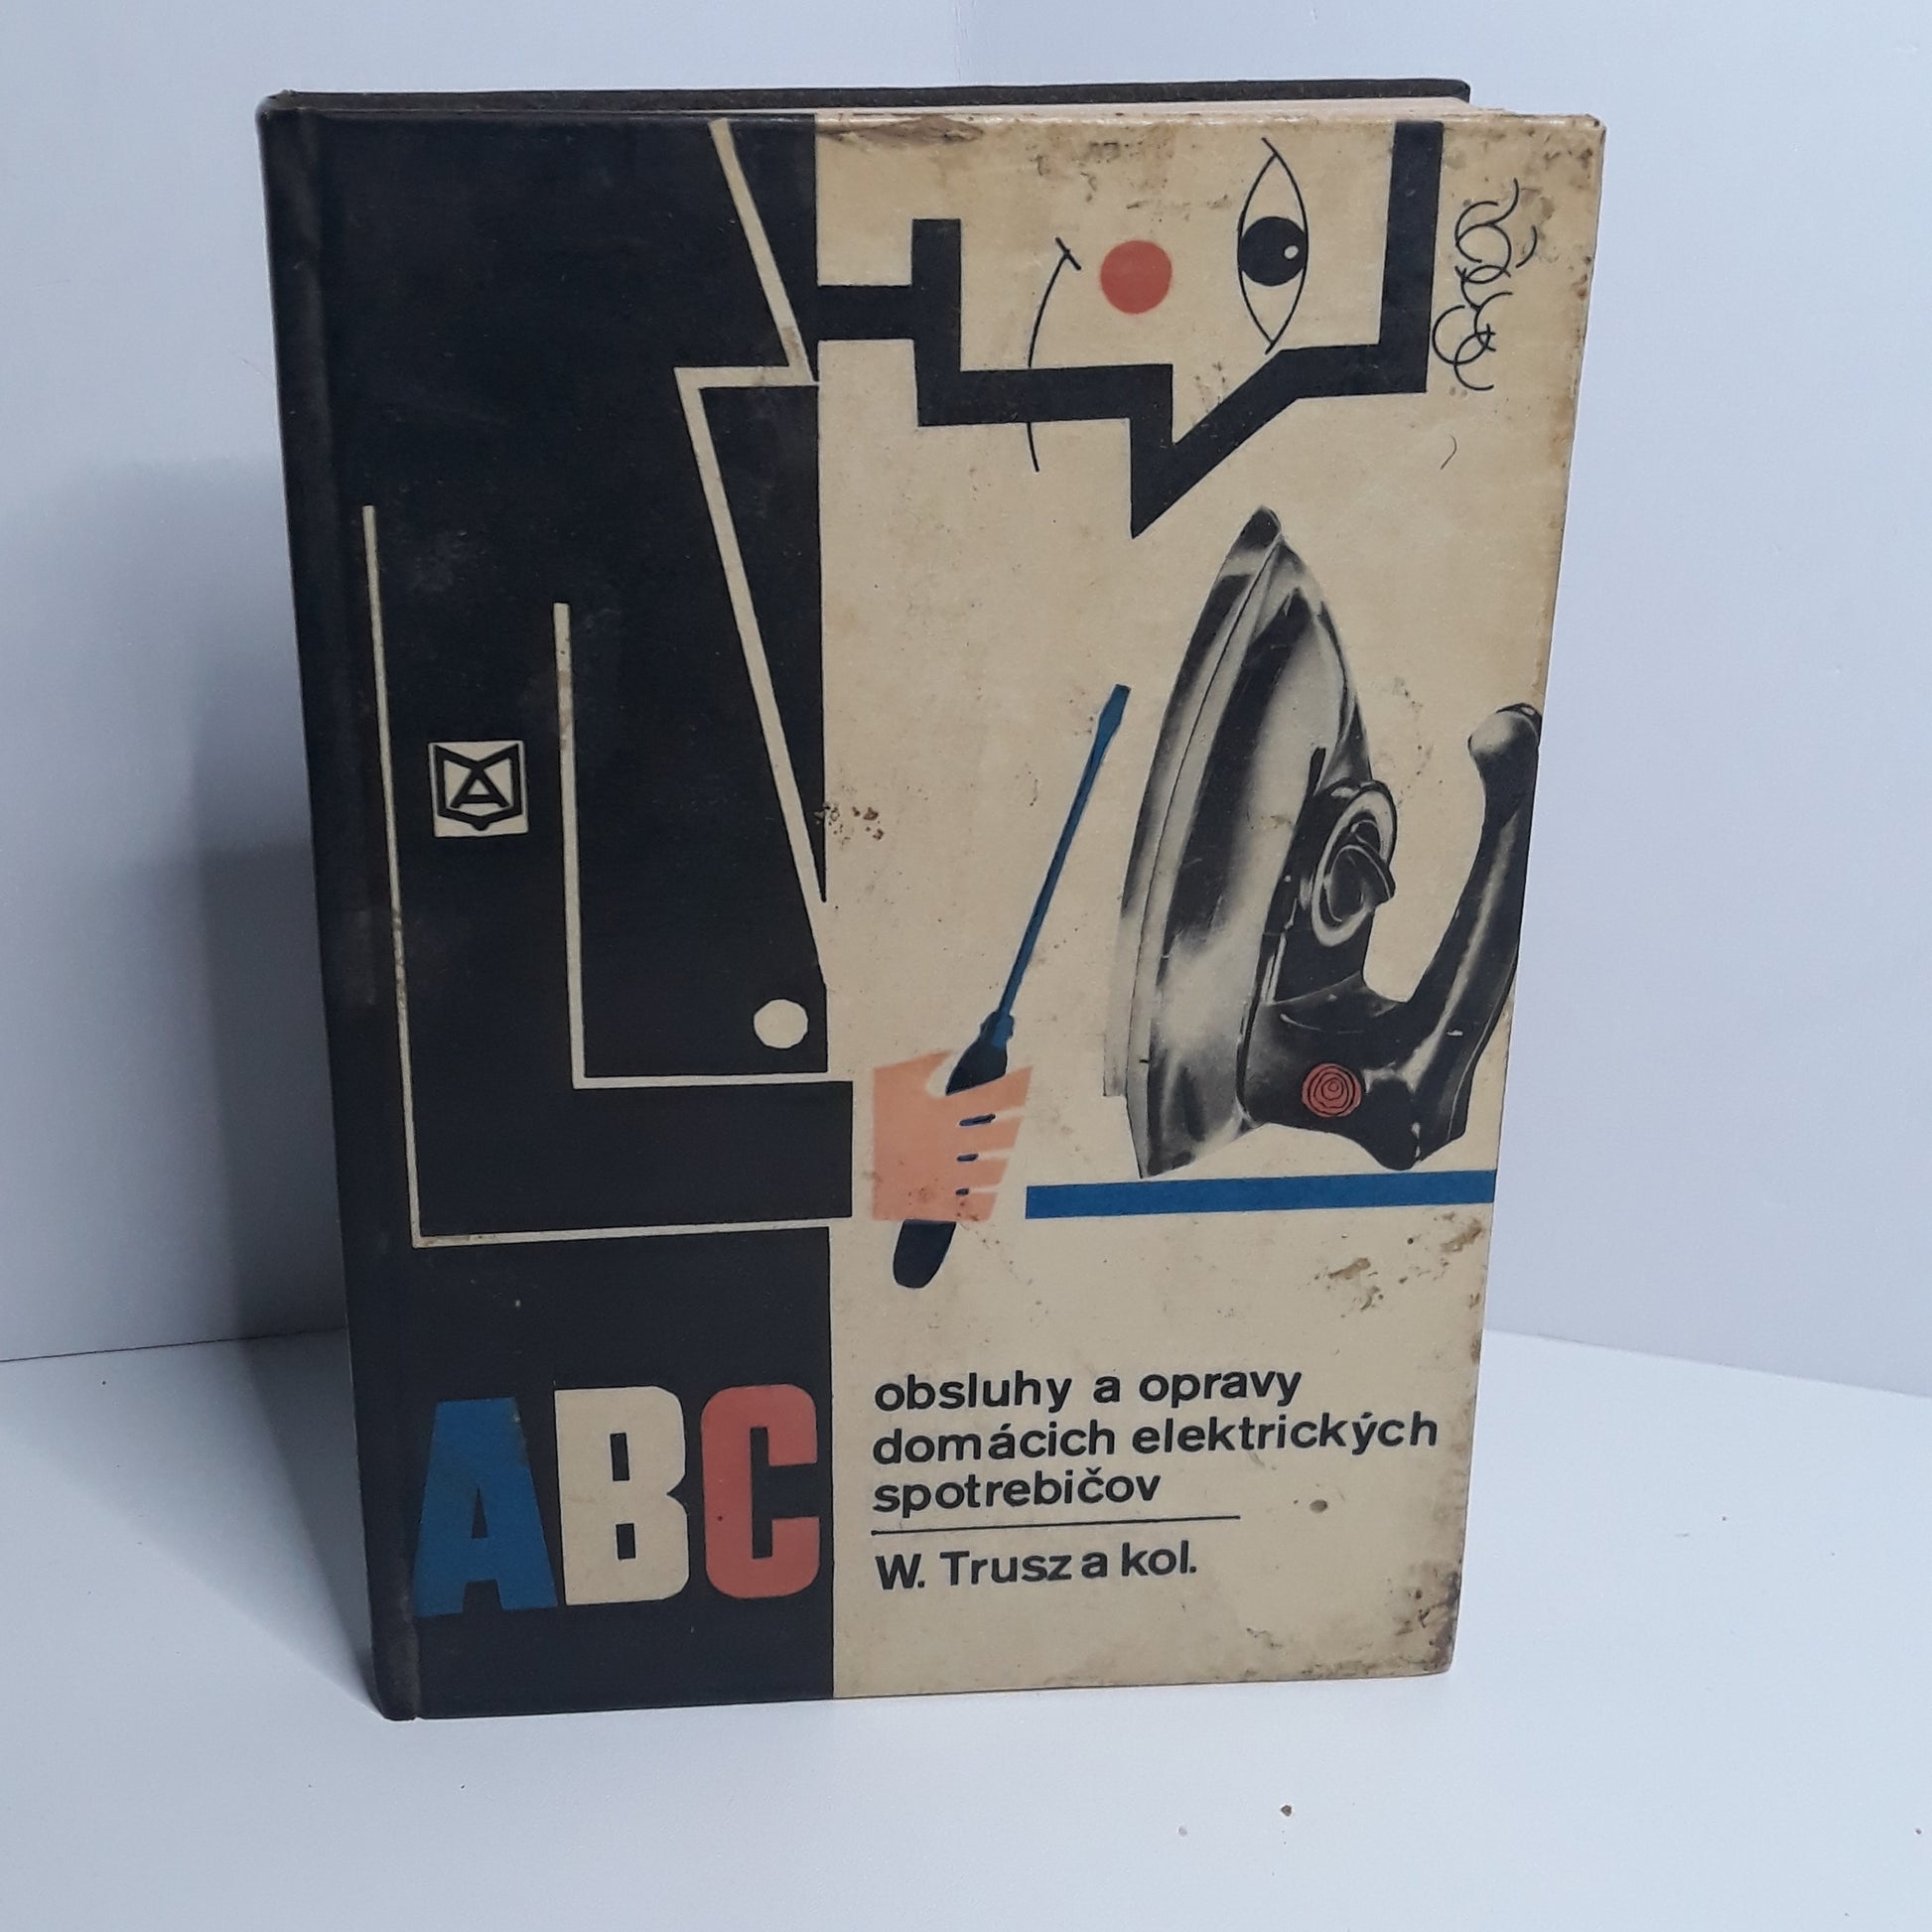 ABC
obsluhy a opravy
domácich elektrických
spotrebičov
W. Trusz a kol.